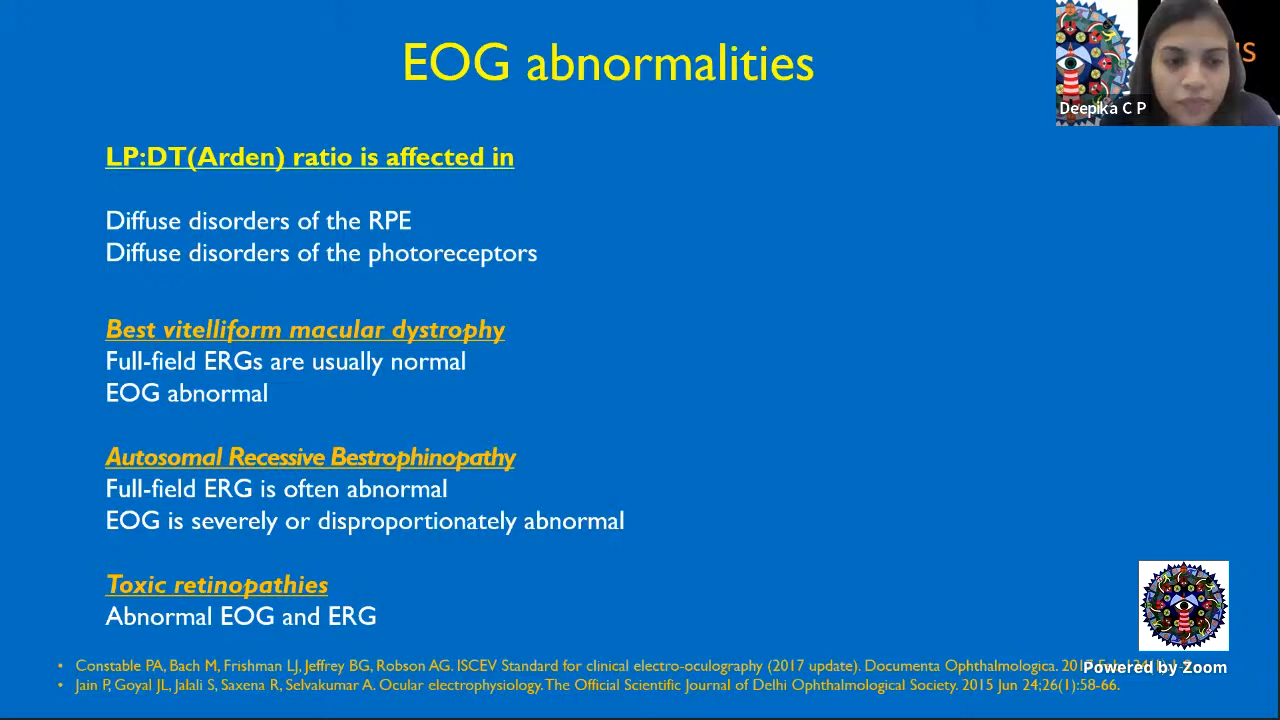 EOG abnormalities
us
Deepika C P
LP:DT(Arden) ratio is affected in
Diffuse disorders of the RPE
Diffuse disorders of the photoreceptors
Best vitelliform macular dystrophy
Full-field ERGs are usually normal
EOG abnormal
Autosomal Recessive Bestrophinopathy
Full-field ERG is often abnormal
EOG is severely or disproportionately abnormal
Toxic retinopathies
Abnormal EOG and ERG
• Constable PA, Bach M, Frishman LJ, Jeffrey BG, Robson AG. ISCEV Standard for clinical electro-oculography (2017 update). Documenta Ophthalmologica.
Powered by Zoom
• Jain P, Goyal JL, Jalali S, Saxena R, Selvakumar A. Ocular electrophysiology. The Official Scientific Journal of Delhi Ophthalmological Society. 2015 Jun 24;26(1):58-66.